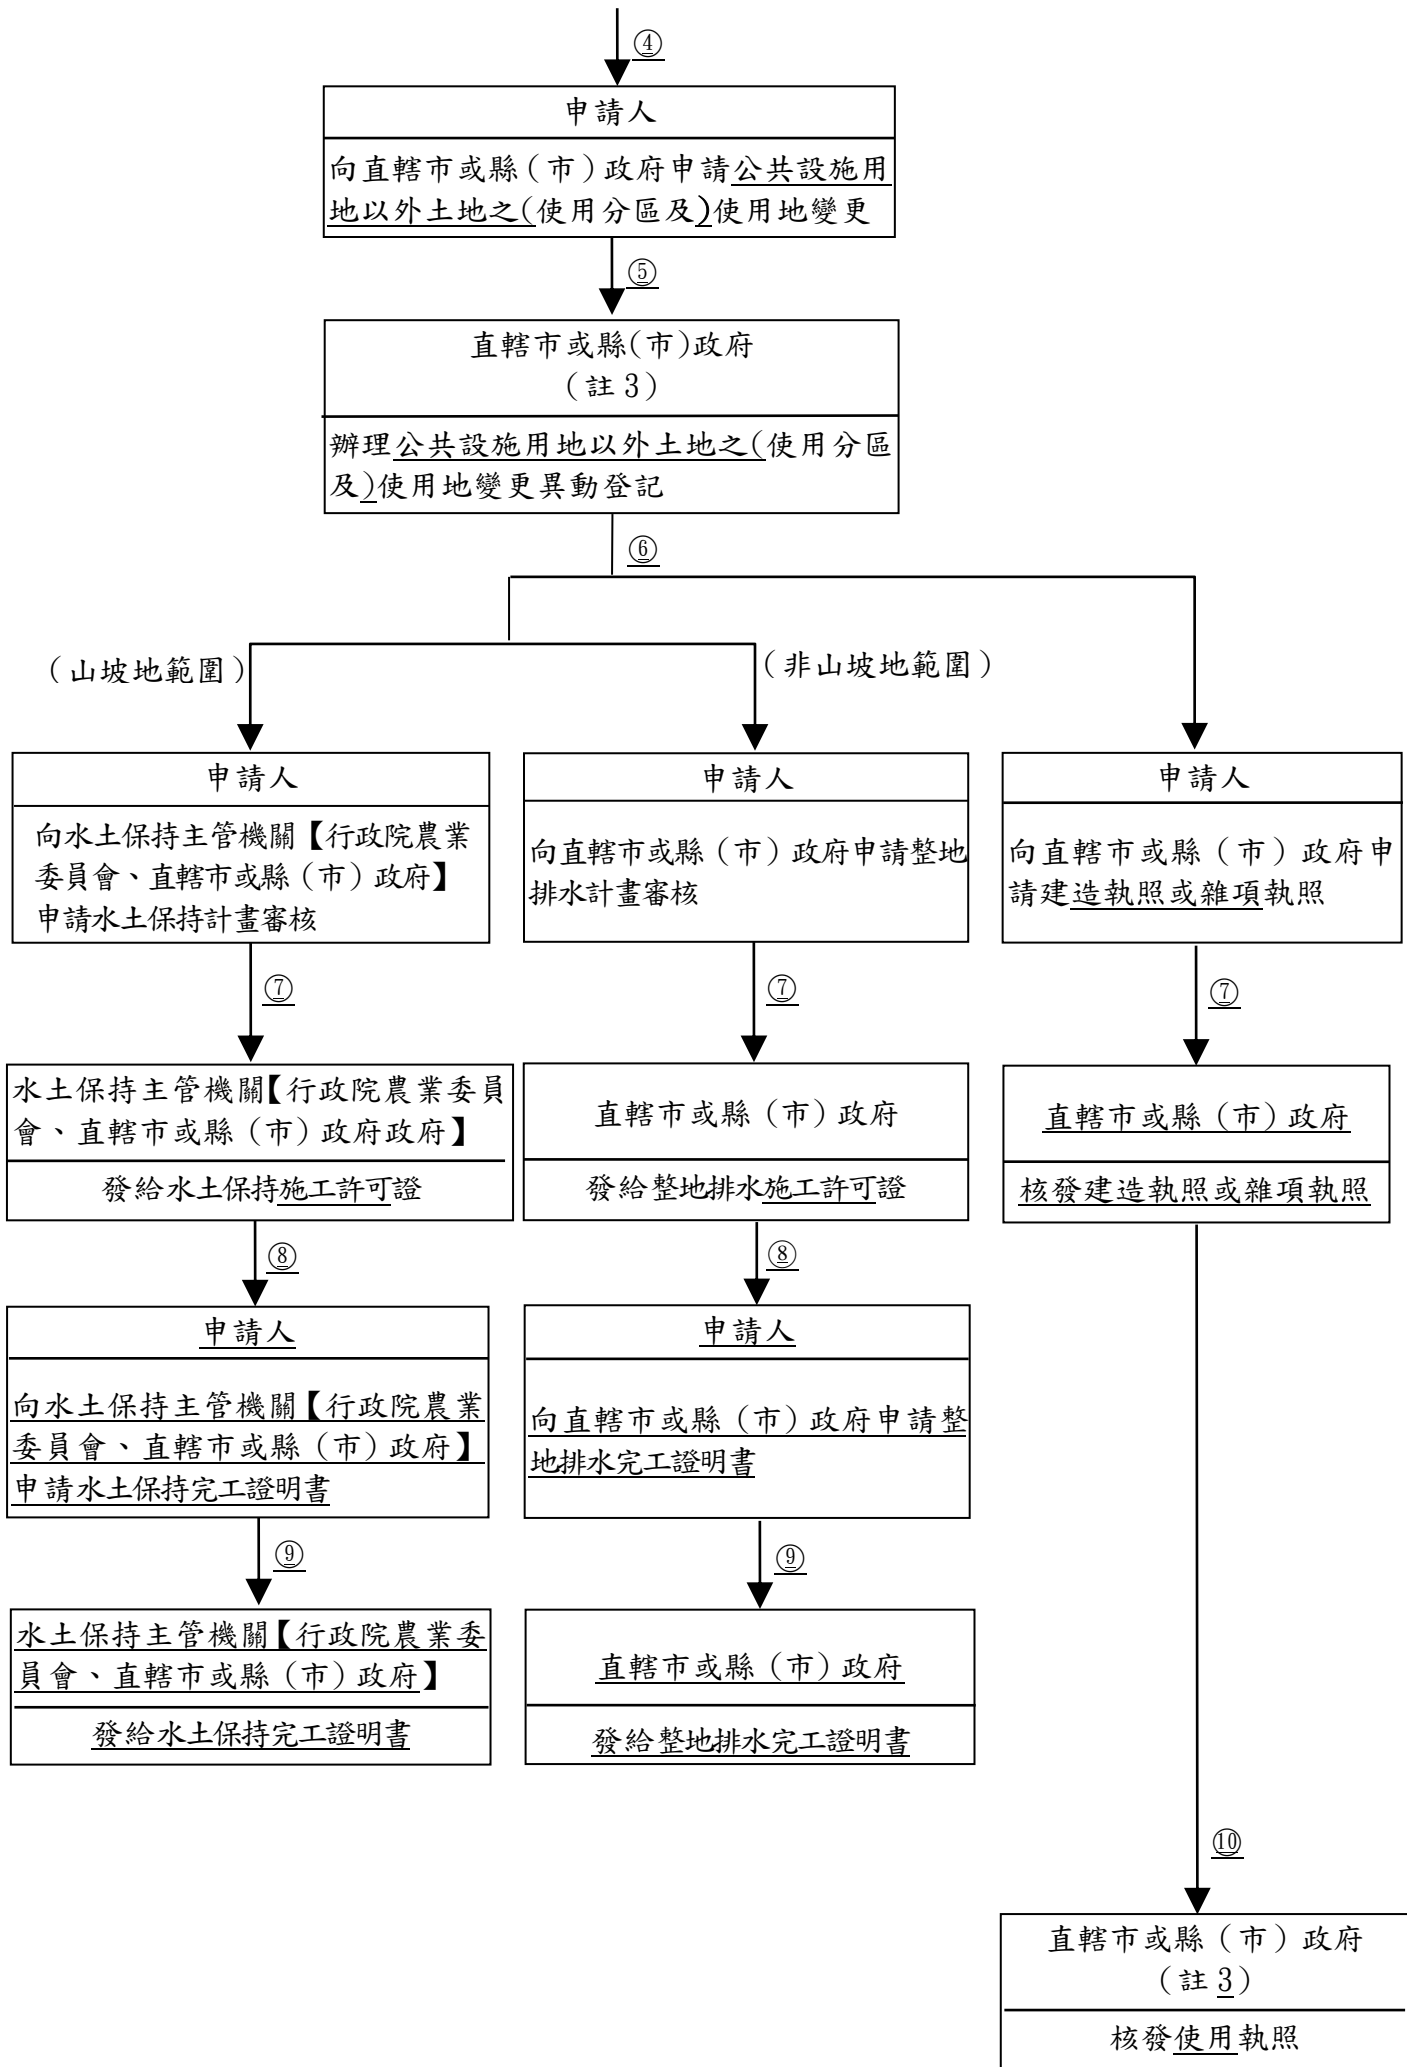 ④
申請人
向直轄市或縣（市）政府申請公共設施用
地以外土地之(使用分區及)使用地變更
⑤
直轄市或縣(市)政府
（註 3）
辦理公共設施用地以外土地之(使用分區
及)使用地變更異動登記
⑥
（山坡地範圍）
（非山坡地範圍）
申請人
向水土保持主管機關【行政院農業
委員會、直轄市或縣（市）政府】
申請水土保持計畫審核
申請人
向直轄市或縣（市）政府申請整地
排水計畫審核
申請人
向直轄市或縣（市）政府申
請建造執照或雜項執照
⑦
⑦
⑦
水土保持主管機關【行政院農業委員
會、直轄市或縣（市）政府政府】
發給水土保持施工許可證
直轄市或縣（市）政府
發給整地排水施工許可證
直轄市或縣（市）政府
核發建造執照或雜項執照
⑧
⑧
申請人
向水土保持主管機關【行政院農業
委員會、直轄市或縣（市）政府】
申請水土保持完工證明書
申請人
向直轄市或縣（市）政府申請整
地排水完工證明書
⑨
⑨
水土保持主管機關【行政院農業委
員會、直轄市或縣（市）政府】
發給水土保持完工證明書
直轄市或縣（市）政府
發給整地排水完工證明書
⑩
直轄市或縣（市）政府
（註 3）
核發使用執照